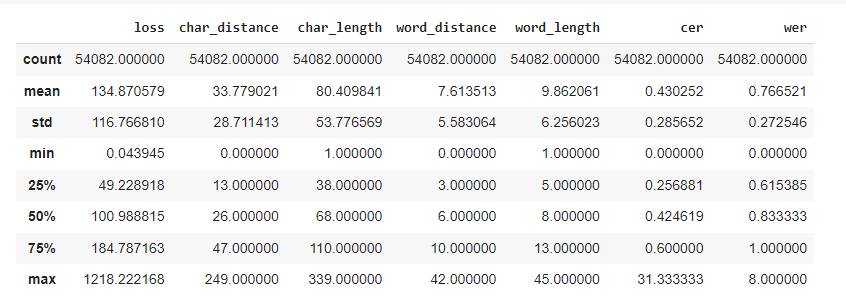 loss char_distance char_length word_distance word_length cer wer
count 54082.000000 54082.000000 54082.000000 54082.000000 54082.000000 54082.000000 54082.000000
mean 134.870579 33.779021 80.409841 7.613513 9.862061 0.430252 0.766521
std 116.766810 28.711413 53.776569 5.583064 6.256023 0.285652 0.272546
min 0.043945 0.000000 1.000000 0.000000 1.000000 0.000000 0.000000
25% 49.228918 13.000000 38.000000 3.000000 5.000000 0.256881 0.615385
50% 100.988815 26.000000 68.000000 6.000000 8.000000 0.424619 0.833333
75% 184.787163 47.000000 110.000000 10.000000 13.000000 0.600000 1.000000
max 1218.222168 249.000000 339.000000 42.000000 45.000000 31.333333 8.000000